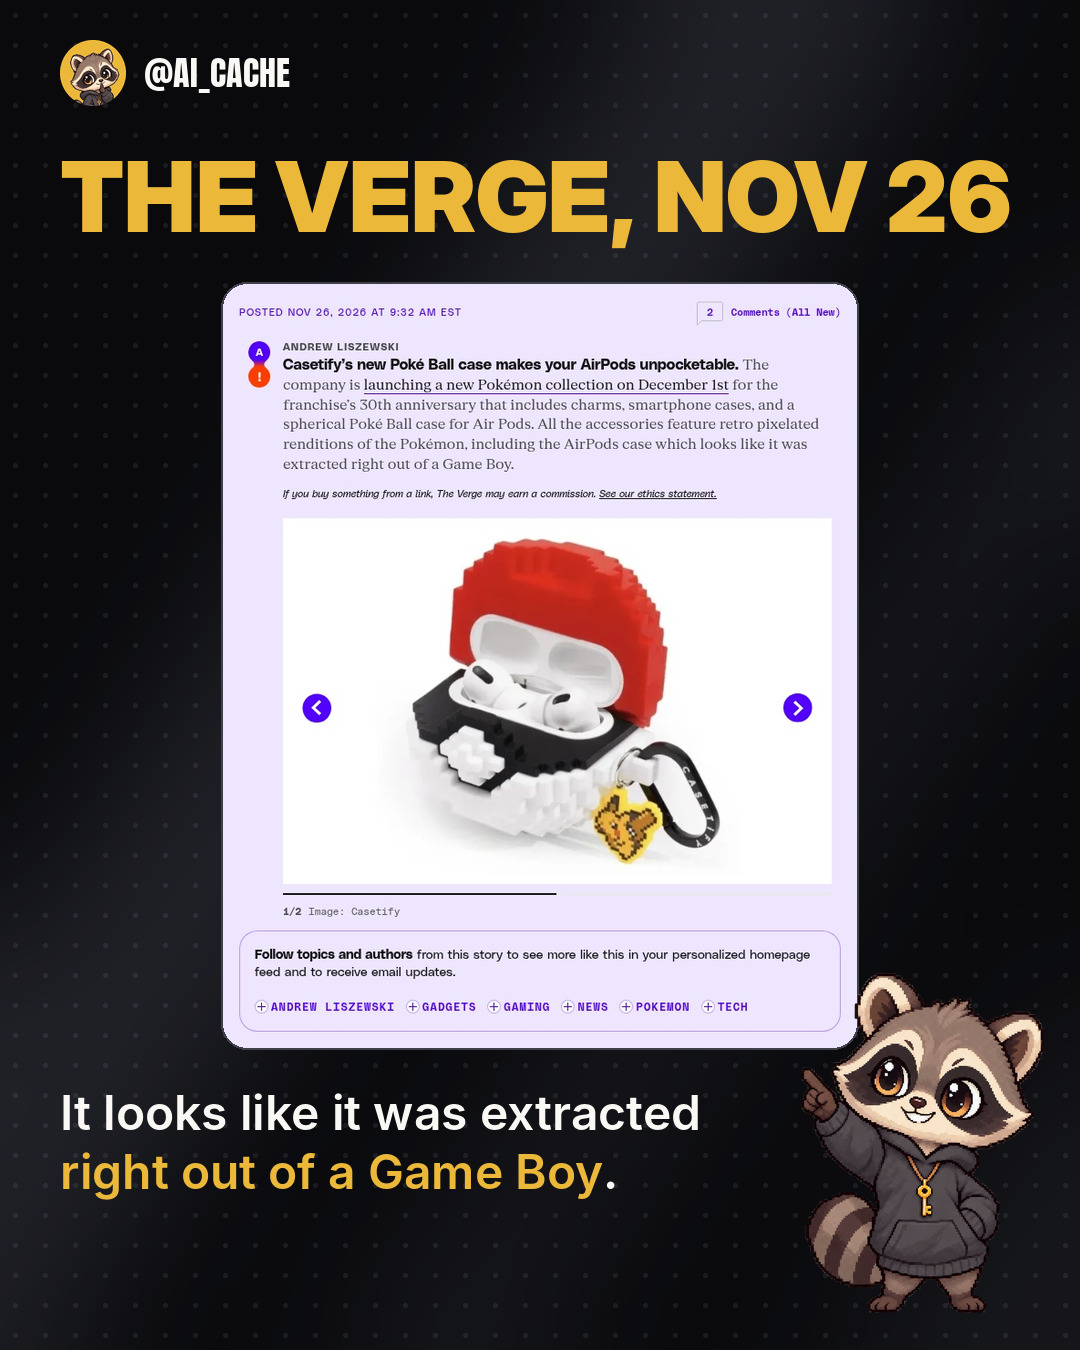 @AI_CACHE
THE VERGE, NOV 26
POSTED NOV 26, 2026 AT 9:32 AM EST
2 Comments (All New)
A
!
ANDREW LISZEWSKI
Casetify's new Poké Ball case makes your AirPods unpocketable. The
company is launching a new Pokémon collection on December 1st for the
franchise's 30th anniversary that includes charms, smartphone cases, and a
spherical Poké Ball case for Air Pods. All the accessories feature retro pixelated
renditions of the Pokémon, including the AirPods case which looks like it was
extracted right out of a Game Boy.
If you buy something from a link, The Verge may earn a commission. See our ethics statement.
CASETIFY
1/2 Image: Casetify
Follow topics and authors from this story to see more like this in your personalized homepage
feed and to receive email updates.
ANDREW LISZEWSKI GADGETS GAMING NEWS POKEMON TECH
It looks like it was extracted
right out of a Game Boy.